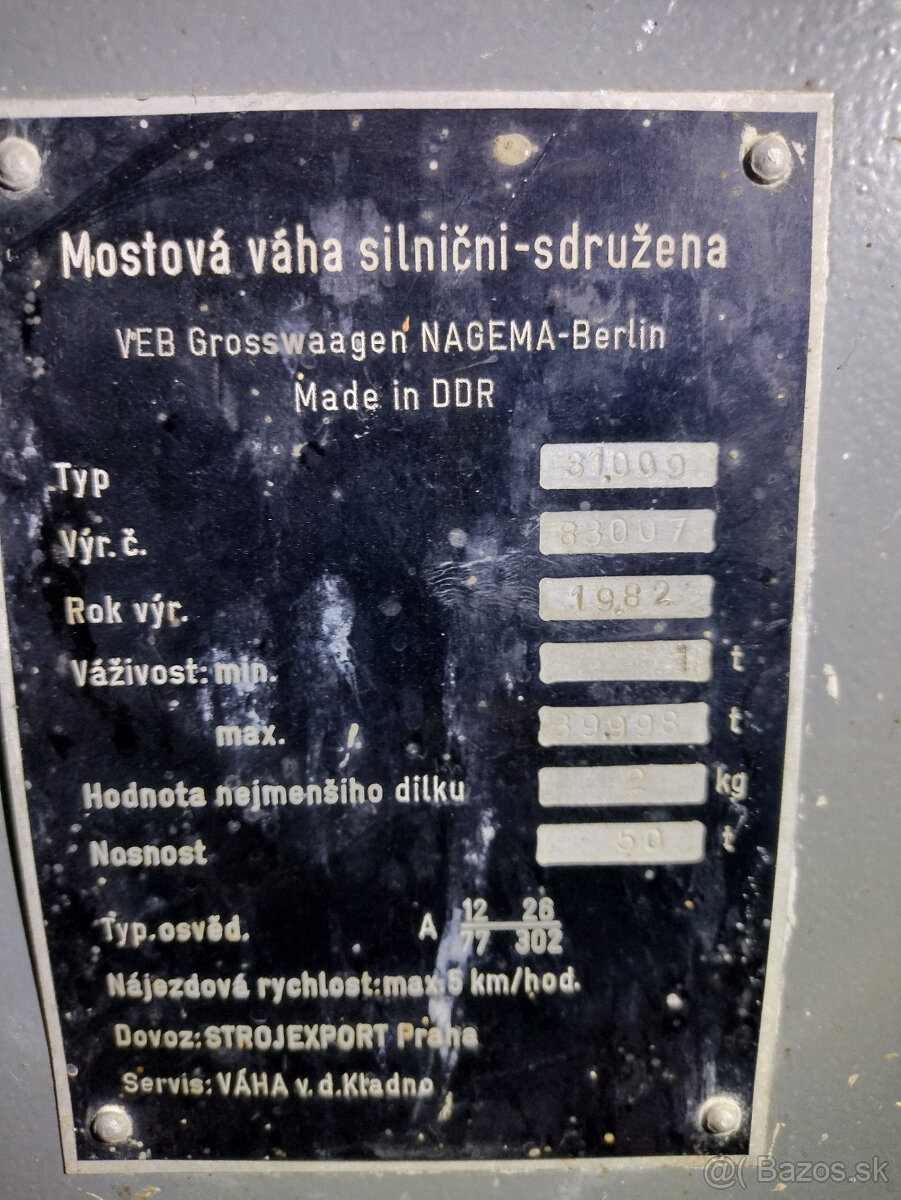 Mostová váha silnični-sdružena
VEB Grosswaagen NAGEMA-Berlin
Made in DDR
Typ 81009
Výr. č. 83007
Rok výr. 1982
Váživost: min. 1 t
max. 39998 t
Hodnota nejmenšiho dilku 2 kg
Nosnost 50 t
Typ. osvěd. A 12 26
77 302
Nájezdová rychlost: max. 5 km/hod.
Dovoz: STROJEXPORT Praha
Servis: VÁHA v. d. Kladno
@( Bazos.sk